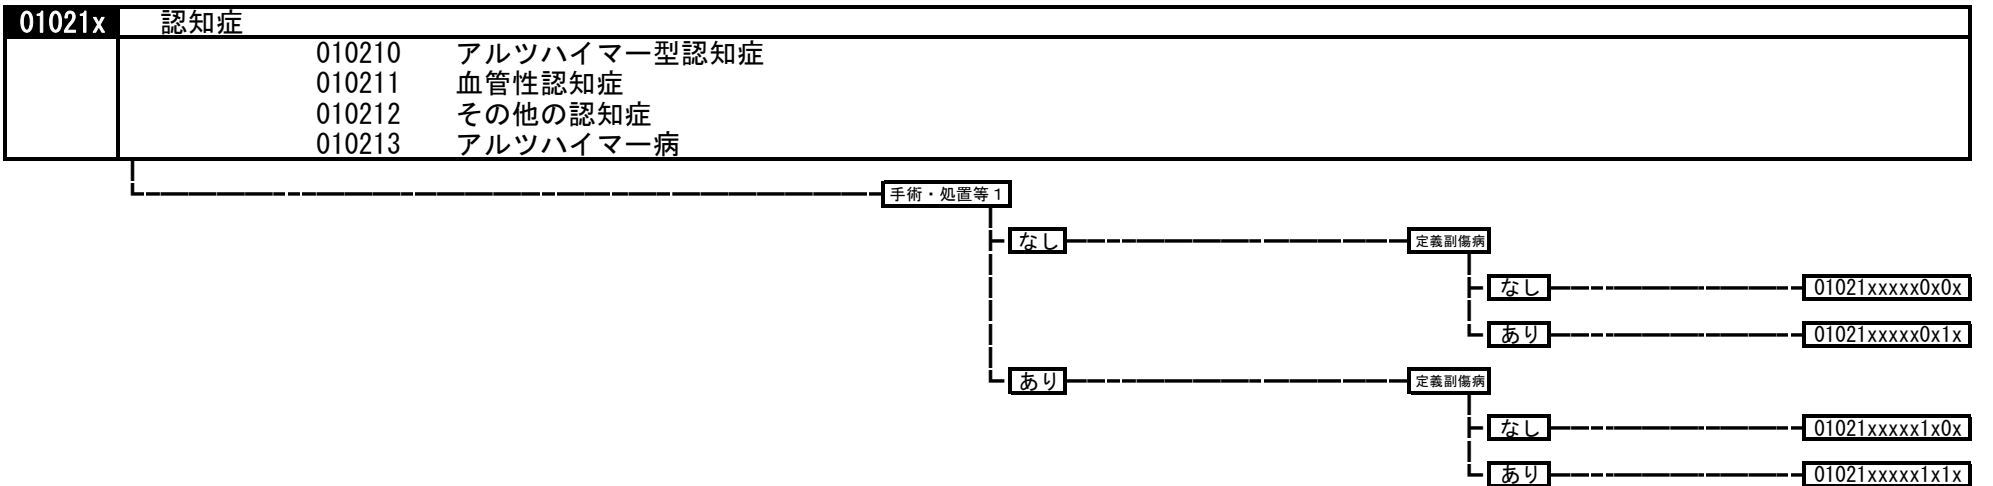 01021x 認知症
010210 アルツハイマー型認知症
010211 血管性認知症
010212 その他の認知症
010213 アルツハイマー病
手術・処置等１
なし 定義副傷病
なし 01021xxxxx0x0x
あり 01021xxxxx0x1x
あり 定義副傷病
なし 01021xxxxx1x0x
あり 01021xxxxx1x1x